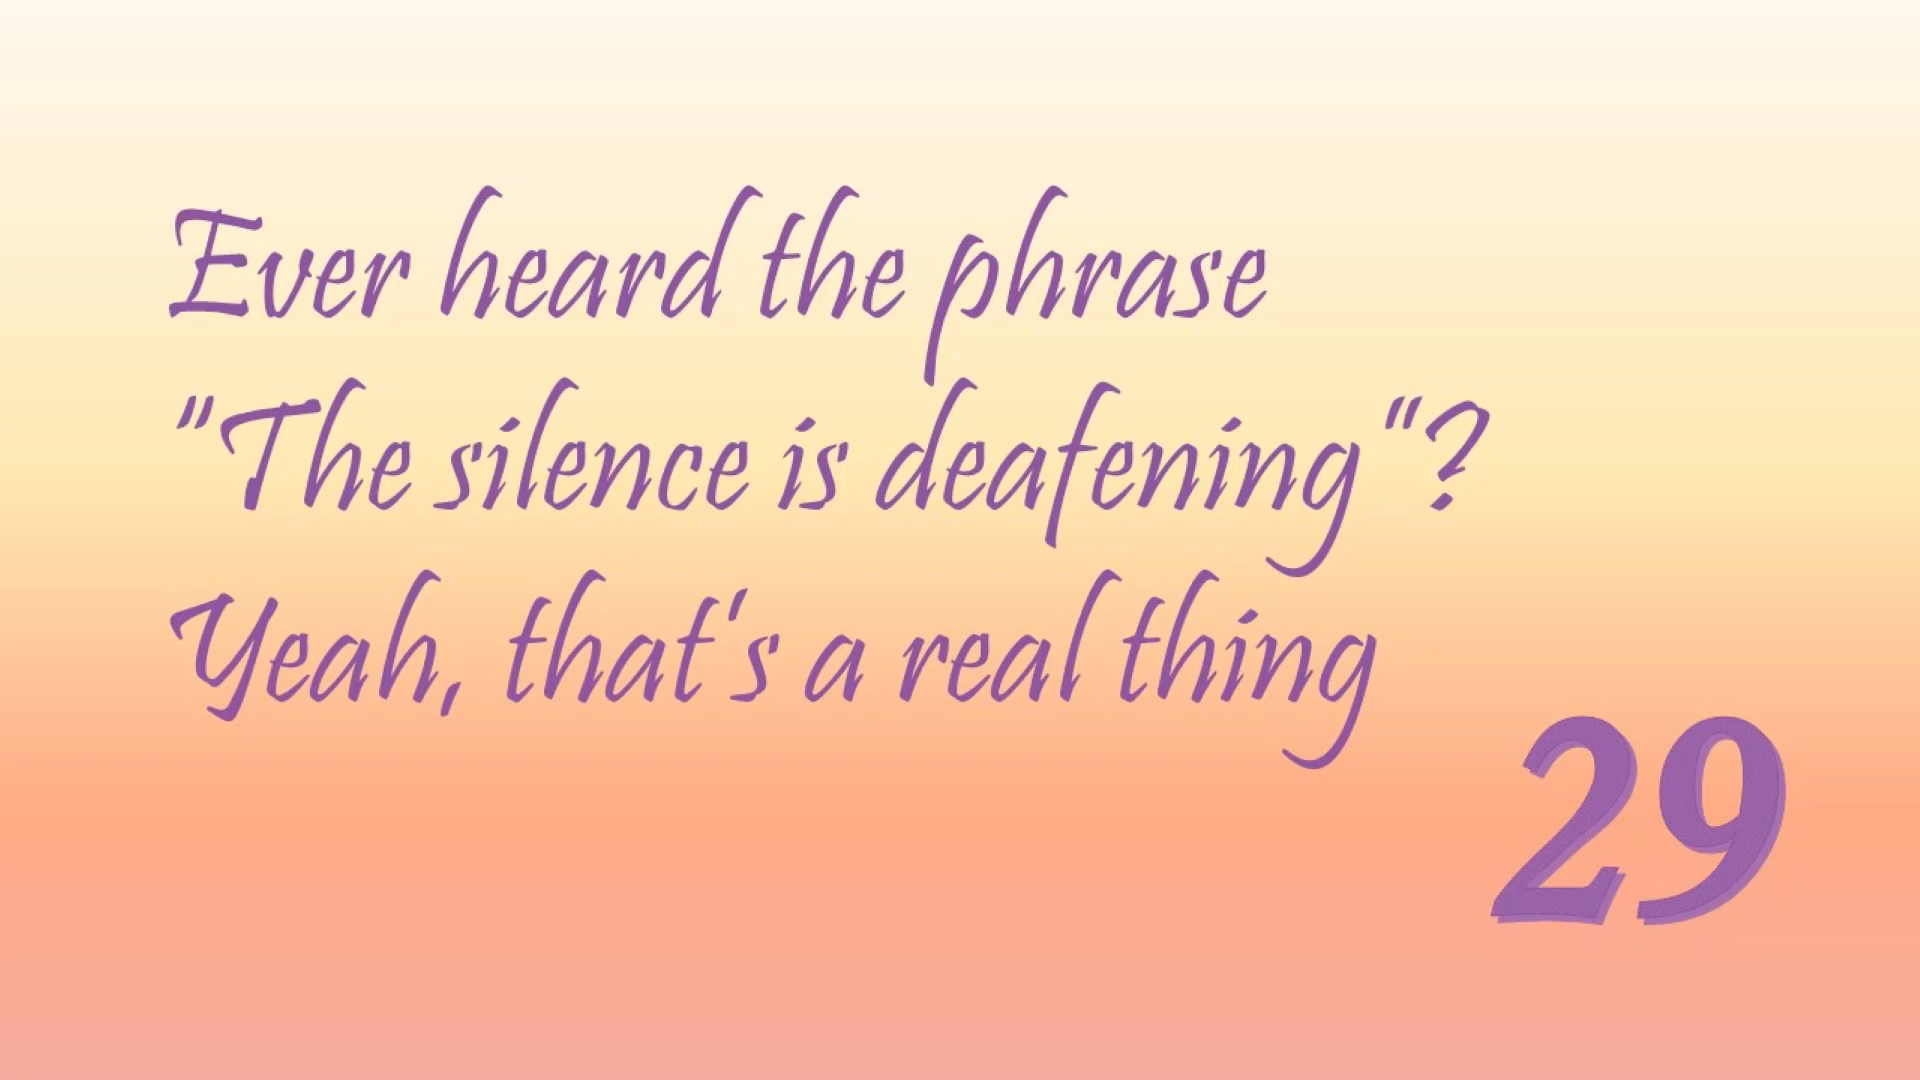 Ever heard the phrase
"The silence is deafening"?
Yeah, that's a real thing
29